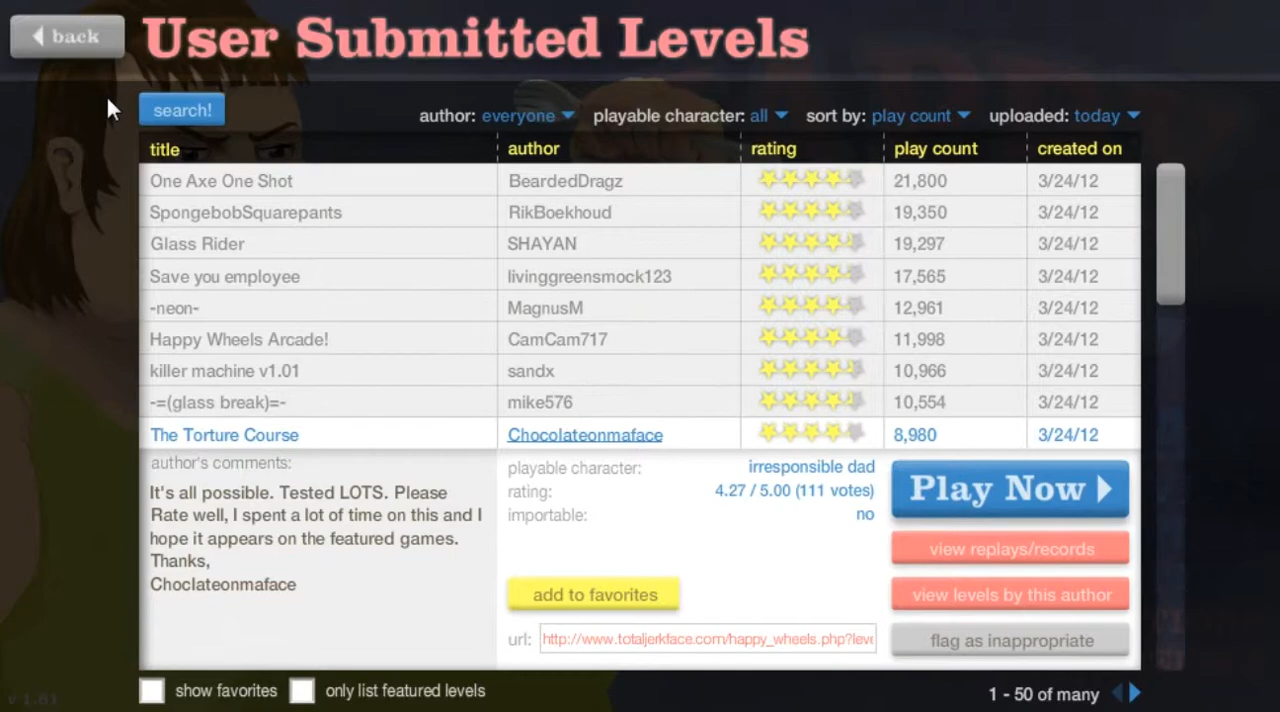 back
User Submitted Levels
search!
author: everyone playable character: all sort by: play count uploaded: today
title author rating play count created on
One Axe One Shot BeardedDragz 21,800 3/24/12
SpongebobSquarepants RikBoekhoud 19,350 3/24/12
Glass Rider SHAYAN 19,297 3/24/12
Save you employee livinggreensmock123 17,565 3/24/12
-neon- MagnusM 12,961 3/24/12
Happy Wheels Arcade! CamCam717 11,998 3/24/12
killer machine v1.01 sandx 10,966 3/24/12
-=(glass break)=- mike576 10,554 3/24/12
The Torture Course Chocolateonmaface 8,980 3/24/12
author's comments:
It's all possible. Tested LOTS. Please
Rate well, I spent a lot of time on this and I
hope it appears on the featured games.
Thanks,
Choclateonmaface
playable character: irresponsible dad
rating: 4.27 / 5.00 (111 votes)
importable: no
add to favorites
url: http://www.totaljerkface.com/happy_wheels.php?leve
Play Now
view replays/records
view levels by this author
flag as inappropriate
show favorites only list featured levels
1 - 50 of many